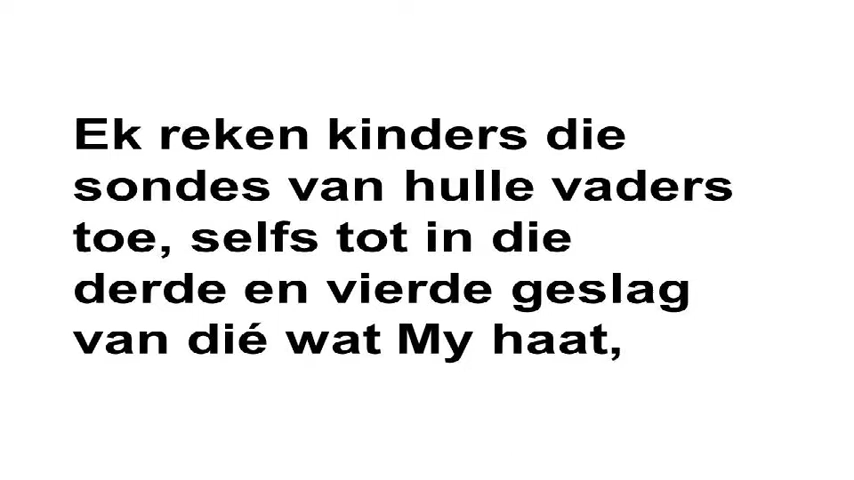 Ek reken kinders die
sondes van hulle vaders
toe, selfs tot in die
derde en vierde geslag
van dié wat My haat,